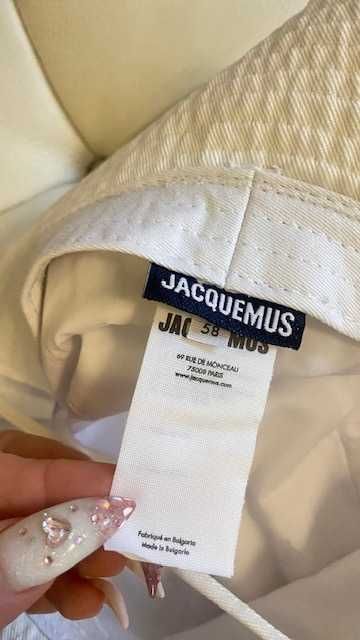 JACQUEMUS
JAC 58 MUS
69 RUE DE MONCEAU
75008 PARIS
www.jacquemus.com
Fabriqué en Bulgarie
Made in Bulgaria